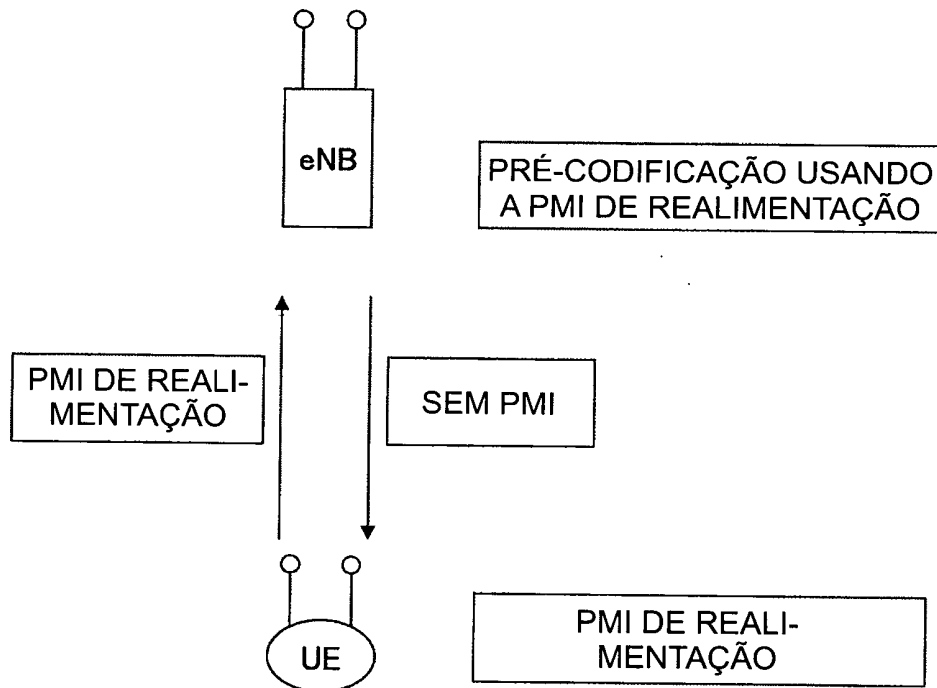 eNB
PRÉ-CODIFICAÇÃO USANDO
A PMI DE REALIMENTAÇÃO
PMI DE REALI-
MENTAÇÃO
SEM PMI
UE
PMI DE REALI-
MENTAÇÃO